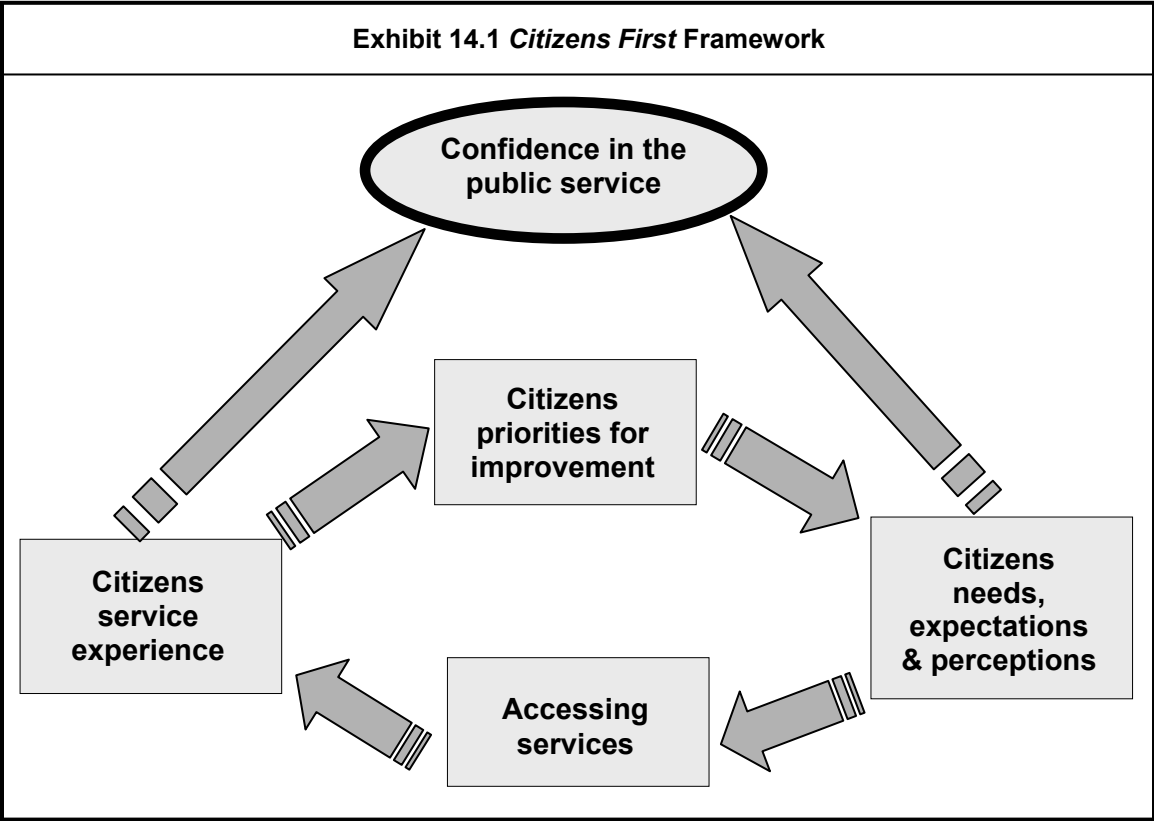 Exhibit 14.1 Citizens First Framework
Confidence in the
public service
Citizens
priorities for
improvement
Citizens
service
experience
Citizens
needs,
expectations
& perceptions
Accessing
services